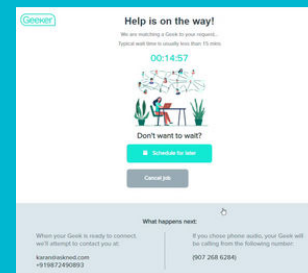 Geeker
Help is on the way!
We are matching a Geek to your request...
Typical wait time is usually less than 15 mins
00:14:57
Don't want to wait?
Schedule for later
Cancel job
What happens next:
When your Geek is ready to connect,
we'll attempt to contact you at:
If you chose phone audio, your Geek will
be calling from the following number:
(907 268 6284)
+919872490893